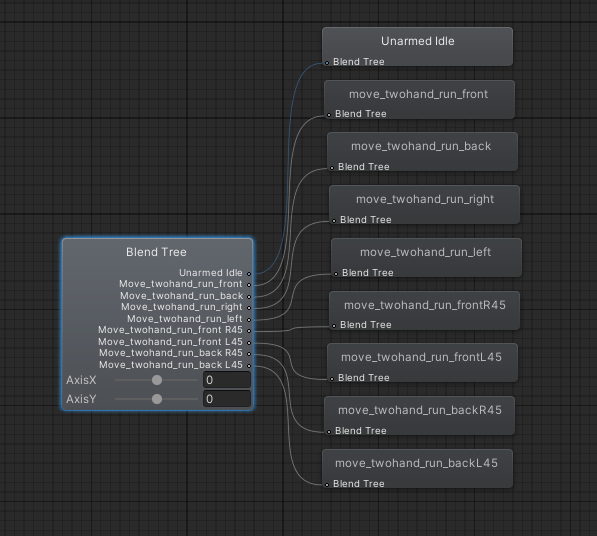 Blend Tree
Unarmed Idle
Move_twohand_run_front
Move_twohand_run_back
Move_twohand_run_right
Move_twohand_run_left
Move_twohand_run_front R45
Move_twohand_run_front L45
Move_twohand_run_back R45
Move_twohand_run_back L45
AxisX 0
AxisY 0
Unarmed Idle
Blend Tree
move_twohand_run_front
Blend Tree
move_twohand_run_back
Blend Tree
move_twohand_run_right
Blend Tree
move_twohand_run_left
Blend Tree
move_twohand_run_frontR45
Blend Tree
move_twohand_run_frontL45
Blend Tree
move_twohand_run_backR45
Blend Tree
move_twohand_run_backL45
Blend Tree